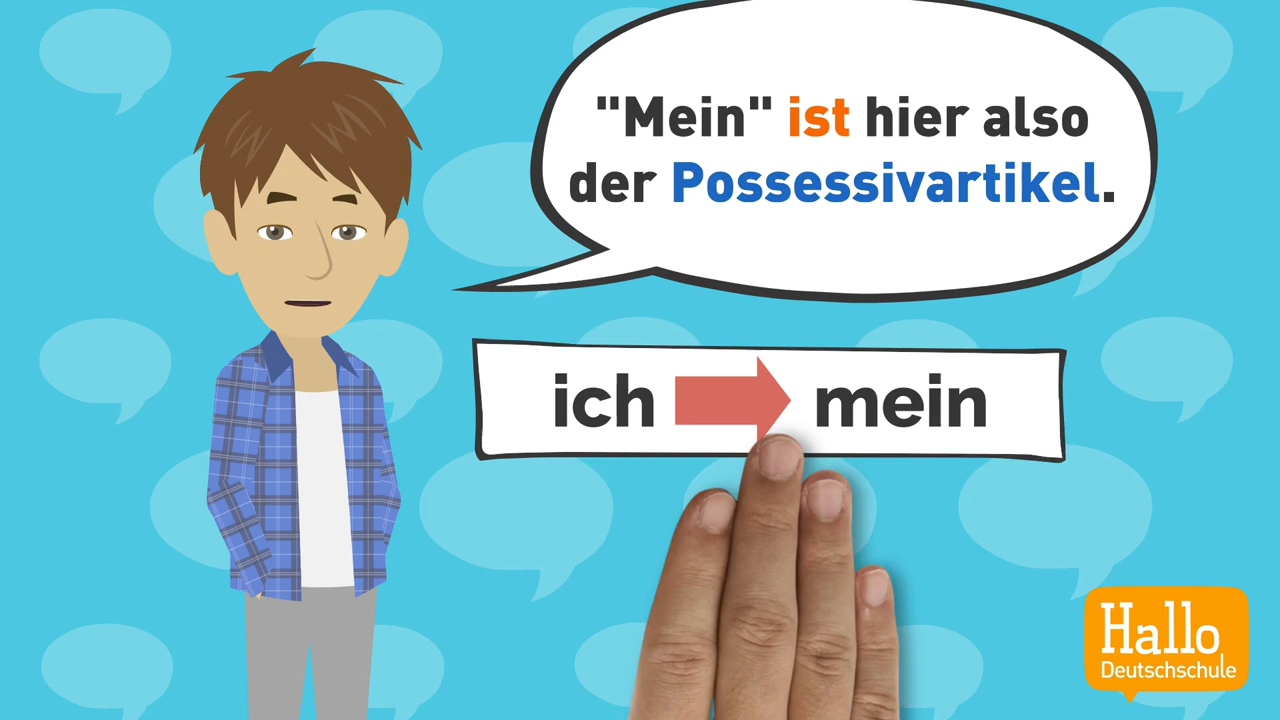 "Mein" ist hier also
der Possessivartikel.
ich mein
Hallo
Deutschschule